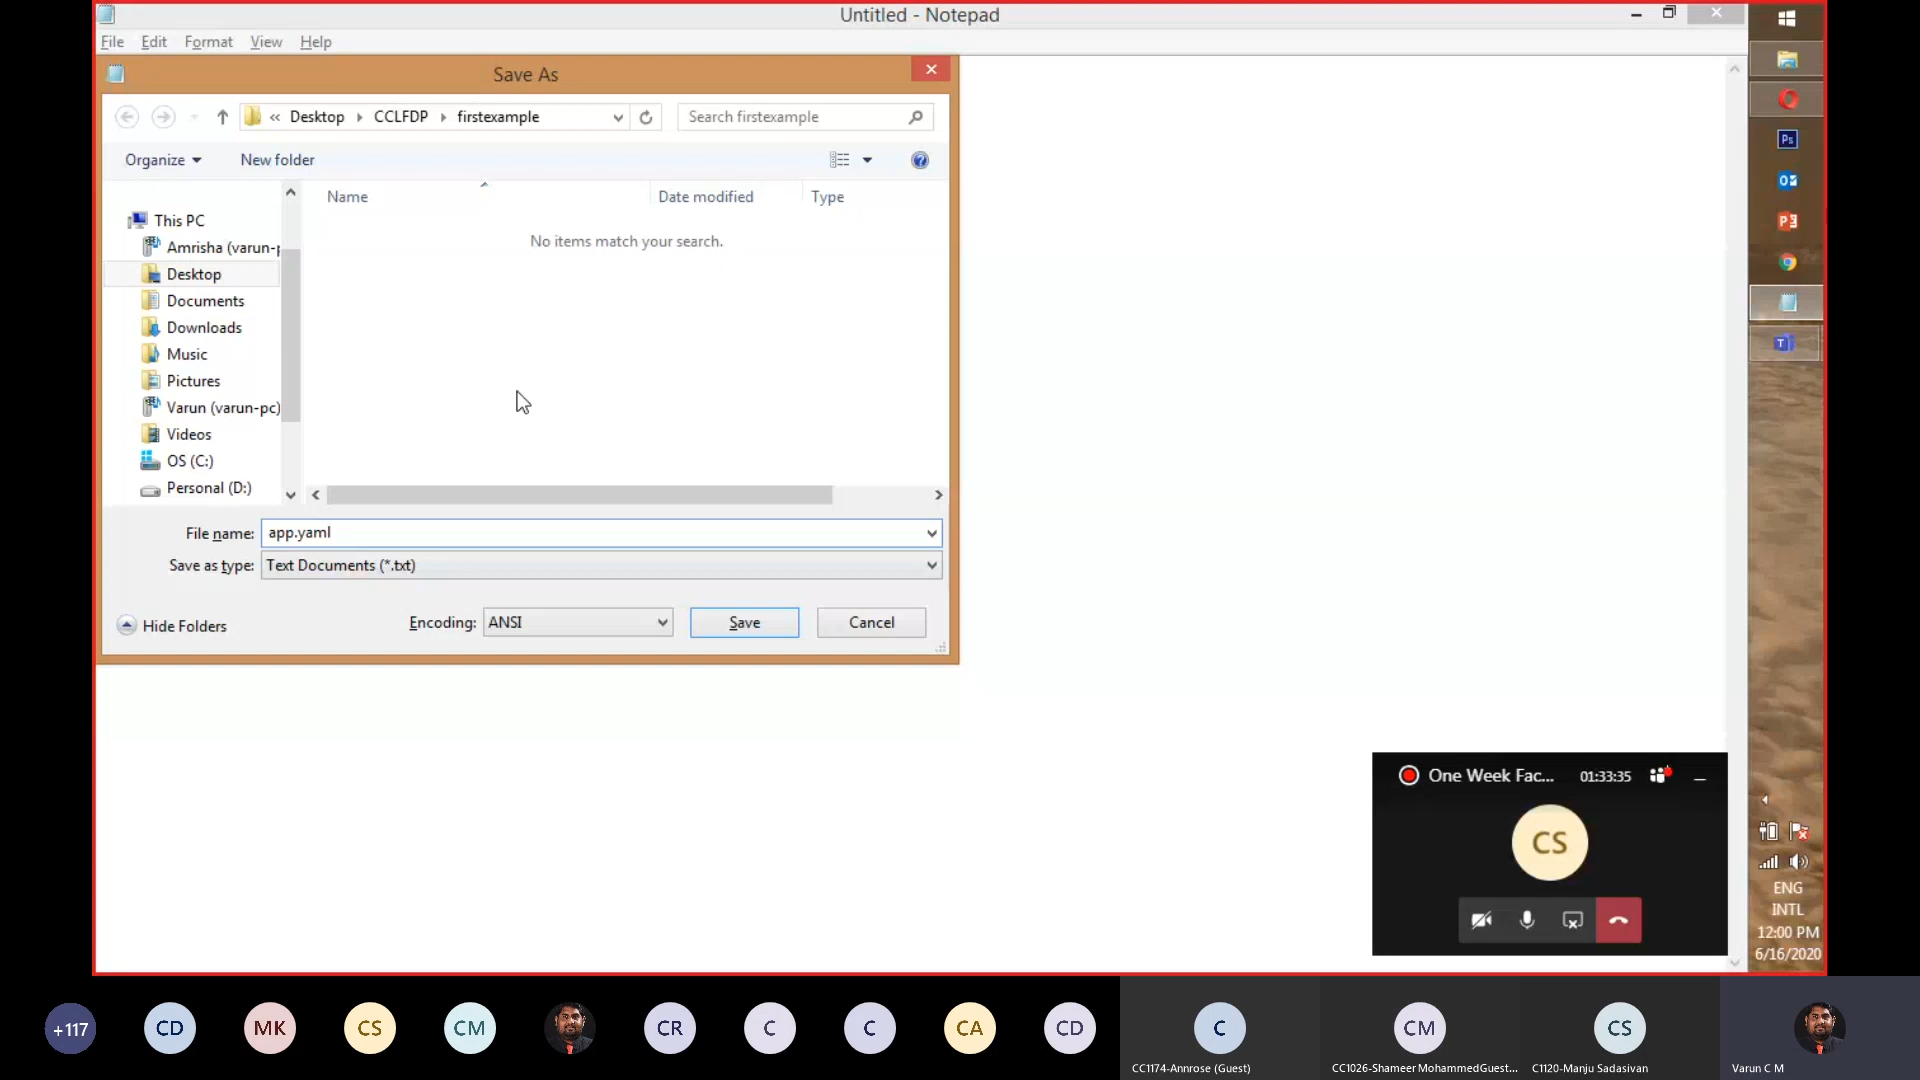 Untitled - Notepad
File Edit Format View Help
Save As
« Desktop CCLFDP firstexample
Search firstexample
Organize New folder
Name Date modified Type
No items match your search.
This PC
Amrisha (varun-p
Desktop
Documents
Downloads
Music
Pictures
Varun (varun-pc)
Videos
OS (C:)
Personal (D:)
File name: app.yaml
Save as type: Text Documents (*.txt)
Hide Folders
Encoding: ANSI
Save
Cancel
Ps
P3
T
One Week Fac... 01:33:35
CS
ENG
INTL
12:00 PM
6/16/2020
+117 CD MK CS CM CR C C CA CD C CM CS
CC1174-Annrose (Guest) CC1026-Shameer MohammedGuest... C1120-Manju Sadasivan Varun C M